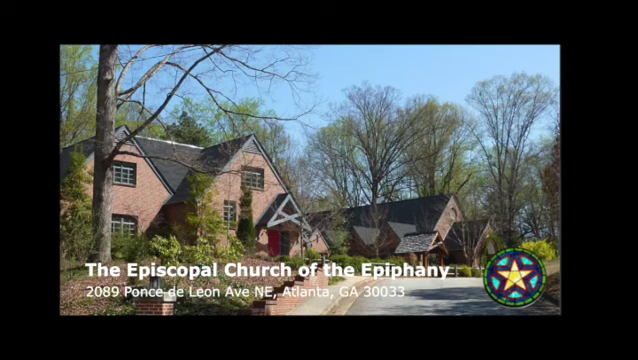 The Episcopal Church of the Epiphany
2089 Ponce de Leon Ave NE, Atlanta, GA 30033